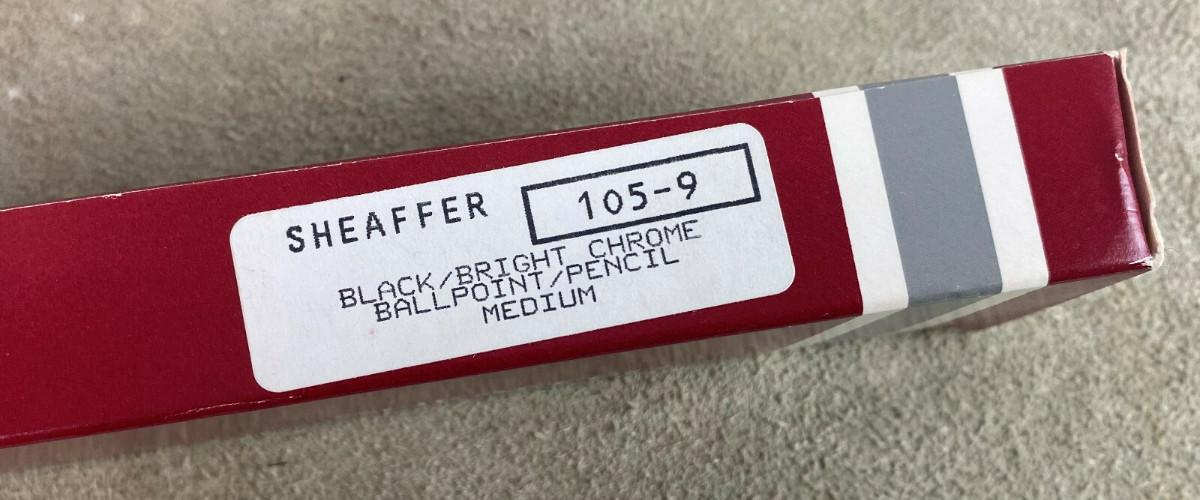 SHEAFFER 105-9
BLACK/BRIGHT CHROME
BALLPOINT/PENCIL
MEDIUM